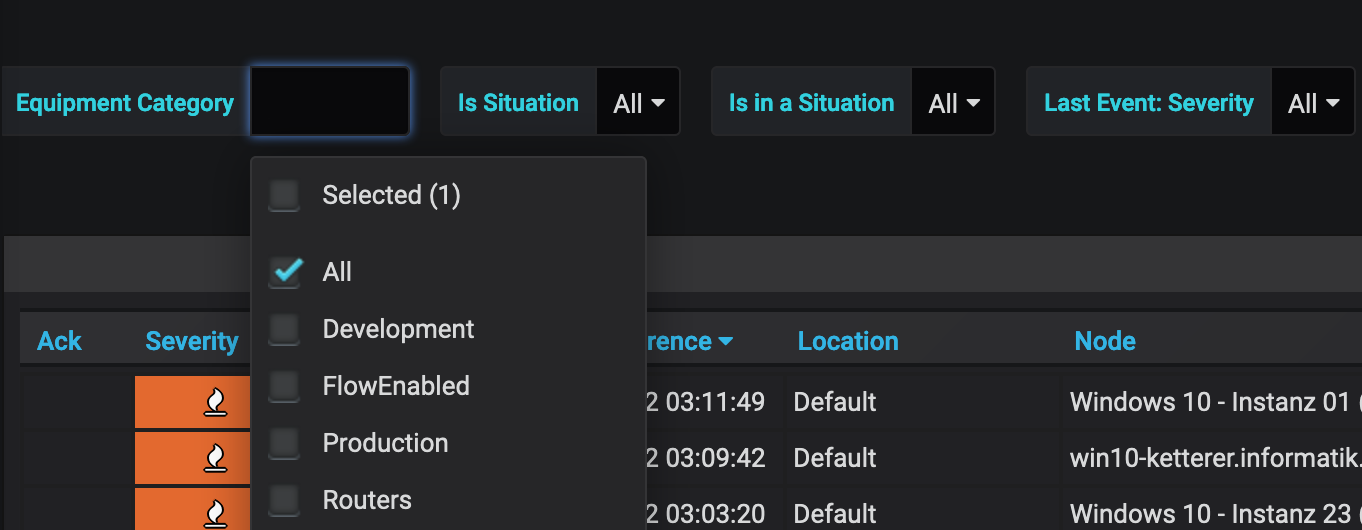 Equipment Category
Is Situation All
Is in a Situation All
Last Event: Severity All
Selected (1)
All
Development
FlowEnabled
Production
Routers
Ack Severity rence Location Node
2 03:11:49 Default Windows 10 - Instanz 01
2 03:09:42 Default win10-ketterer.informatik.
2 03:03:20 Default Windows 10 - Instanz 23